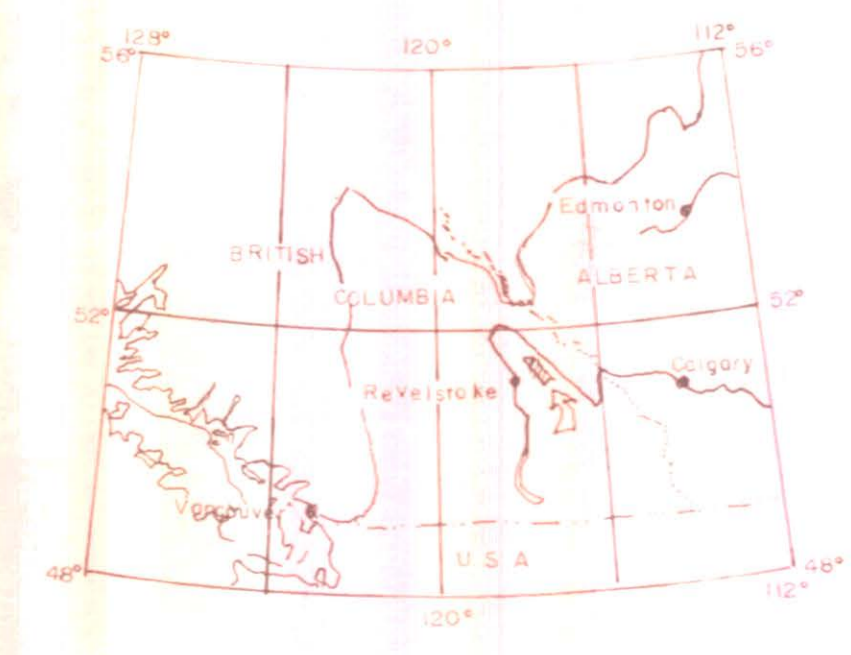 128° 120° 112°
56° 56°
Edmonton
BRITISH
ALBERTA
COLUMBIA
52° 52°
Calgary
Revelstoke
Vancouver
U S A
48° 48°
120° 112°